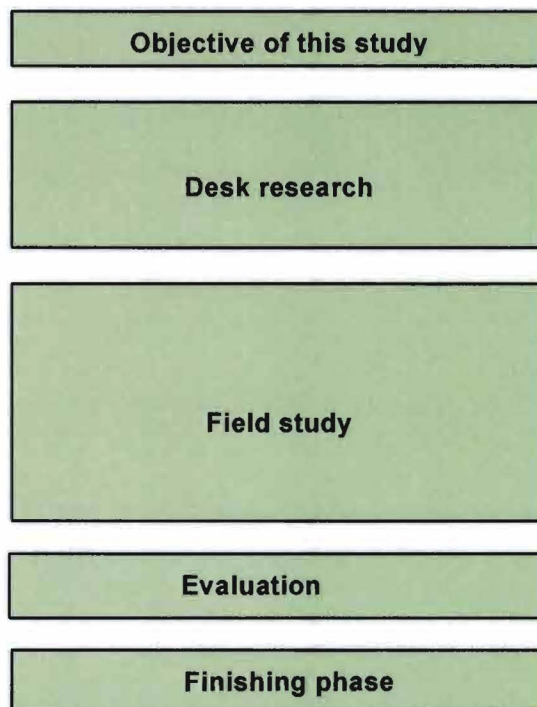 Objective of this study
Desk research
Field study
Evaluation
Finishing phase